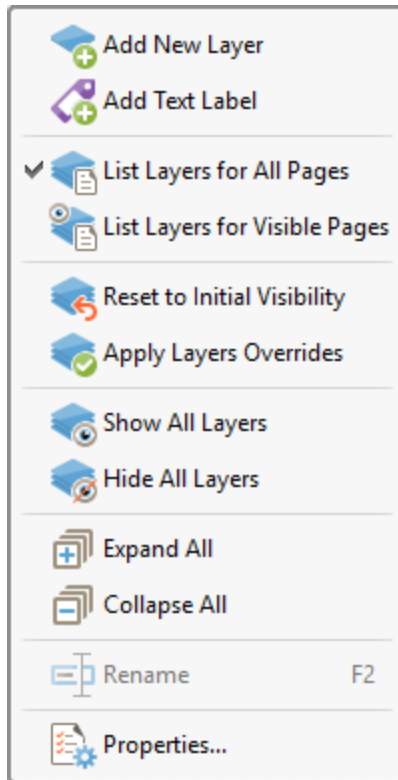 Add New Layer
Add Text Label
List Layers for All Pages
List Layers for Visible Pages
Reset to Initial Visibility
Apply Layers Overrides
Show All Layers
Hide All Layers
Expand All
Collapse All
Rename F2
Properties...